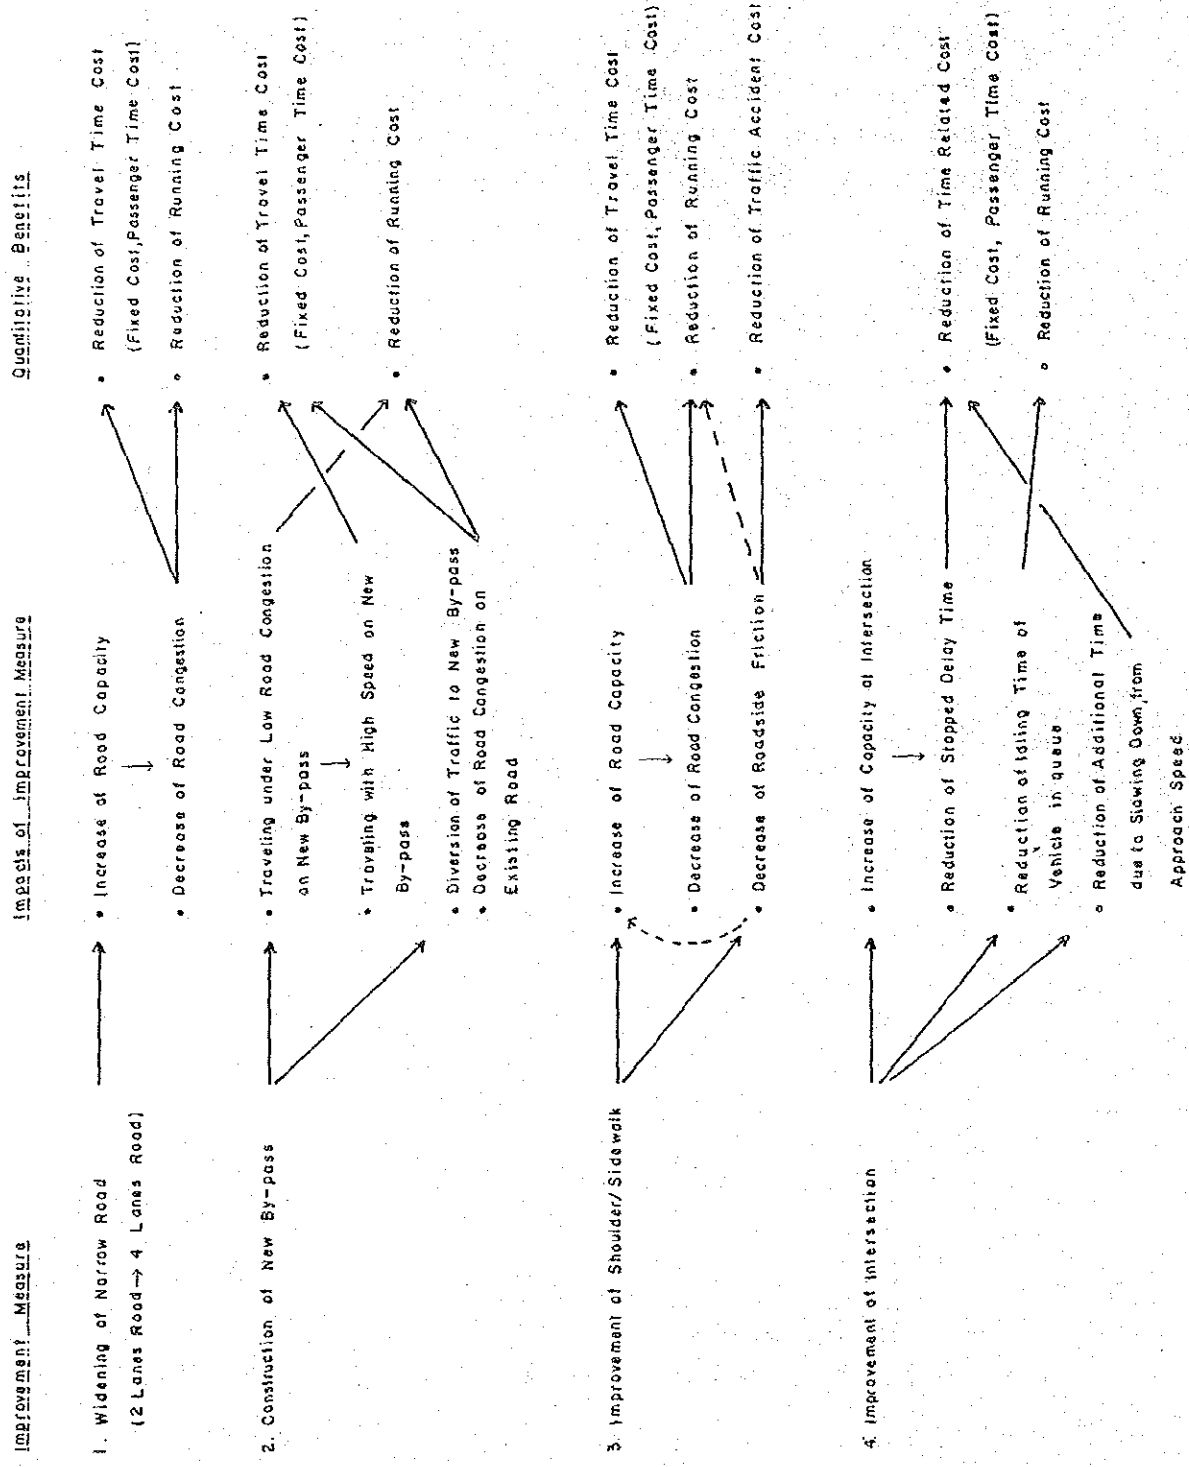 Improvement Measure
Impacts of Improvement Measure
Quantitative Benefits
1. Widening of Narrow Road
(2 Lanes Road→ 4 Lanes Road)
• Increase of Road Capacity
↓
• Decrease of Road Congestion
• Reduction of Travel Time Cost
(Fixed Cost, Passenger Time Cost)
• Reduction of Running Cost
2. Construction of New By-pass
• Traveling under Low Road Congestion
on New By-pass
↓
• Traveling with High Speed on New
By-pass
• Diversion of Traffic to New By-pass
• Decrease of Road Congestion on
Existing Road
• Reduction of Travel Time Cost
(Fixed Cost, Passenger Time Cost)
• Reduction of Running Cost
3. Improvement of Shoulder/Sidewalk
• Increase of Road Capacity
↓
• Decrease of Road Congestion
• Decrease of Roadside Friction
• Reduction of Travel Time Cost
(Fixed Cost, Passenger Time Cost)
• Reduction of Running Cost
• Reduction of Traffic Accident Cost
4. Improvement of Intersection
• Increase of Capacity at Intersection
↓
• Reduction of Stopped Delay Time
• Reduction of Idling Time of
Vehicle in queue
• Reduction of Additional Time
due to Slowing Down from
Approach Speed
• Reduction of Time Related Cost
(Fixed Cost, Passenger Time Cost)
• Reduction of Running Cost